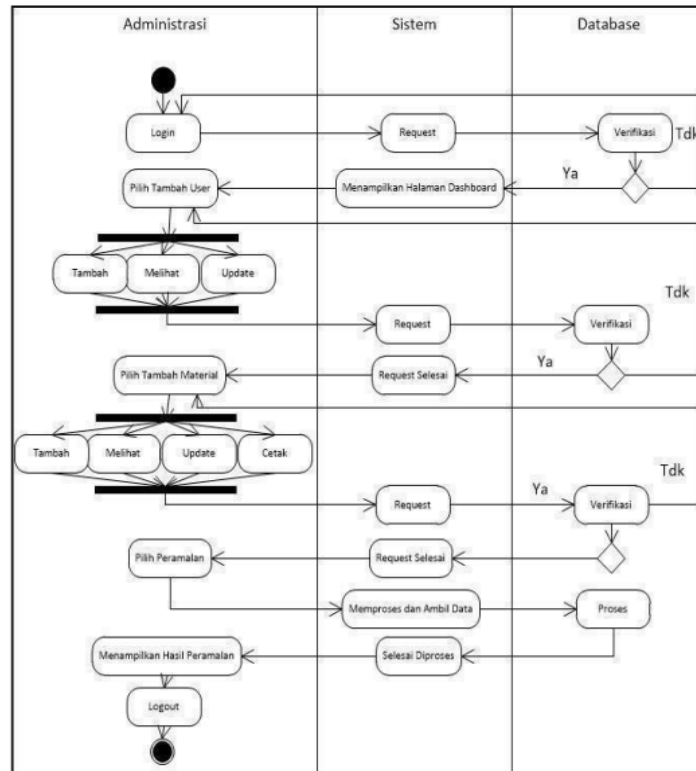 Administrasi Sistem Database
Login Request Verifikasi Tdk
Ya
Pilih Tambah User Menampilkan Halaman Dashboard
Tambah Melihat Update
Tdk
Request Verifikasi
Ya
Pilih Tambah Material Request Selesai
Tambah Melihat Update Cetak
Tdk
Ya
Request Verifikasi
Pilih Peramalan Request Selesai
Memproses dan Ambil Data Proses
Menampilkan Hasil Peramalan Selesai Diproses
Logout